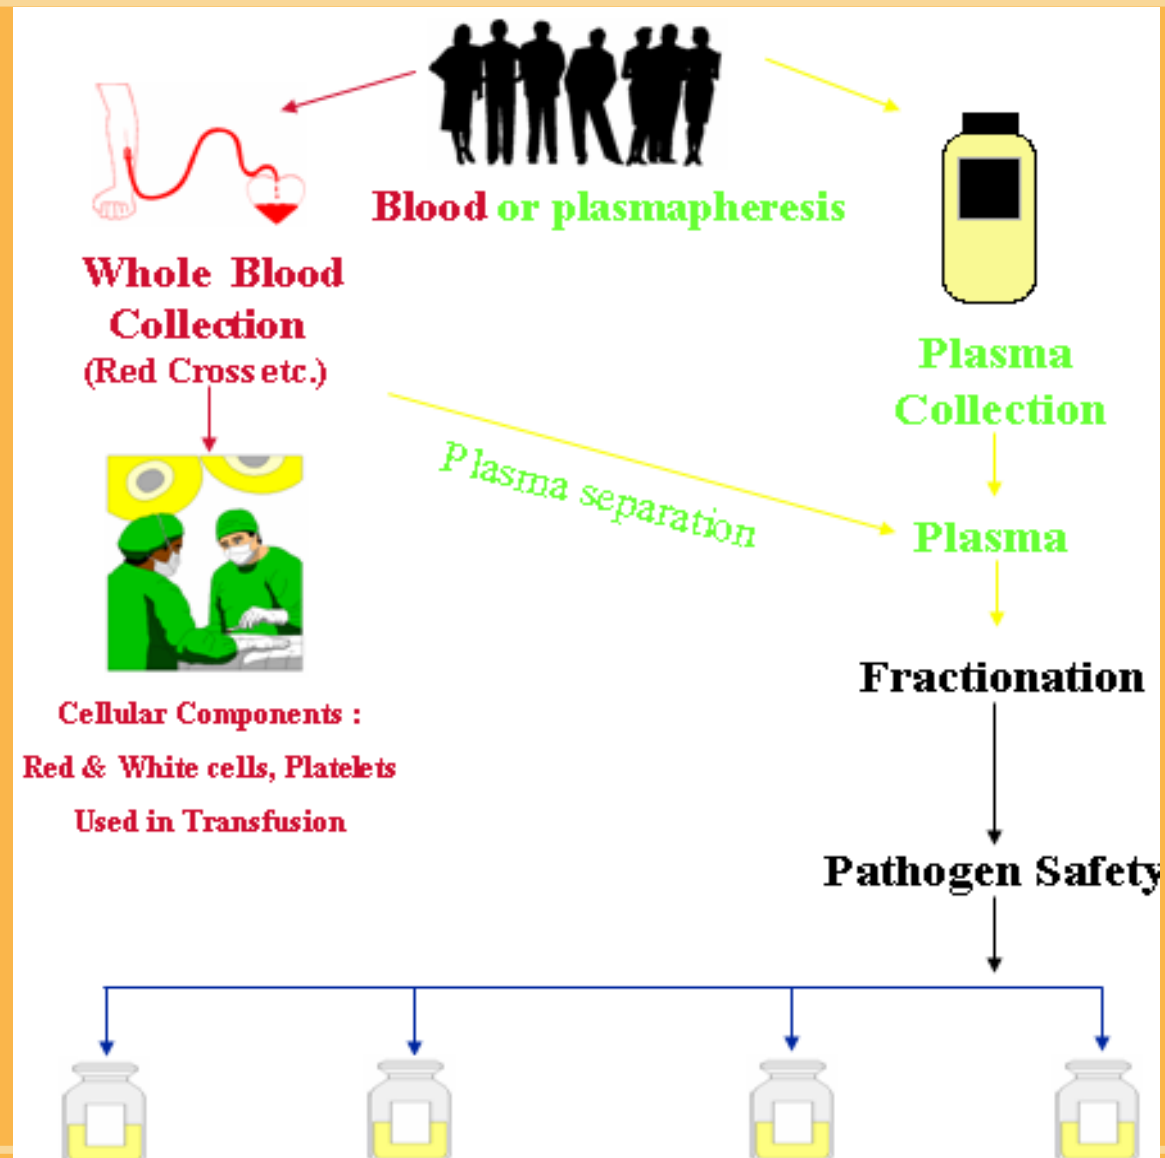 Blood or plasmapheresis
Whole Blood
Collection
(Red Cross etc.)
Plasma
Collection
Plasma separation
Plasma
Cellular Components :
Red & White cells, Platelets
Used in Transfusion
Fractionation
Pathogen Safety